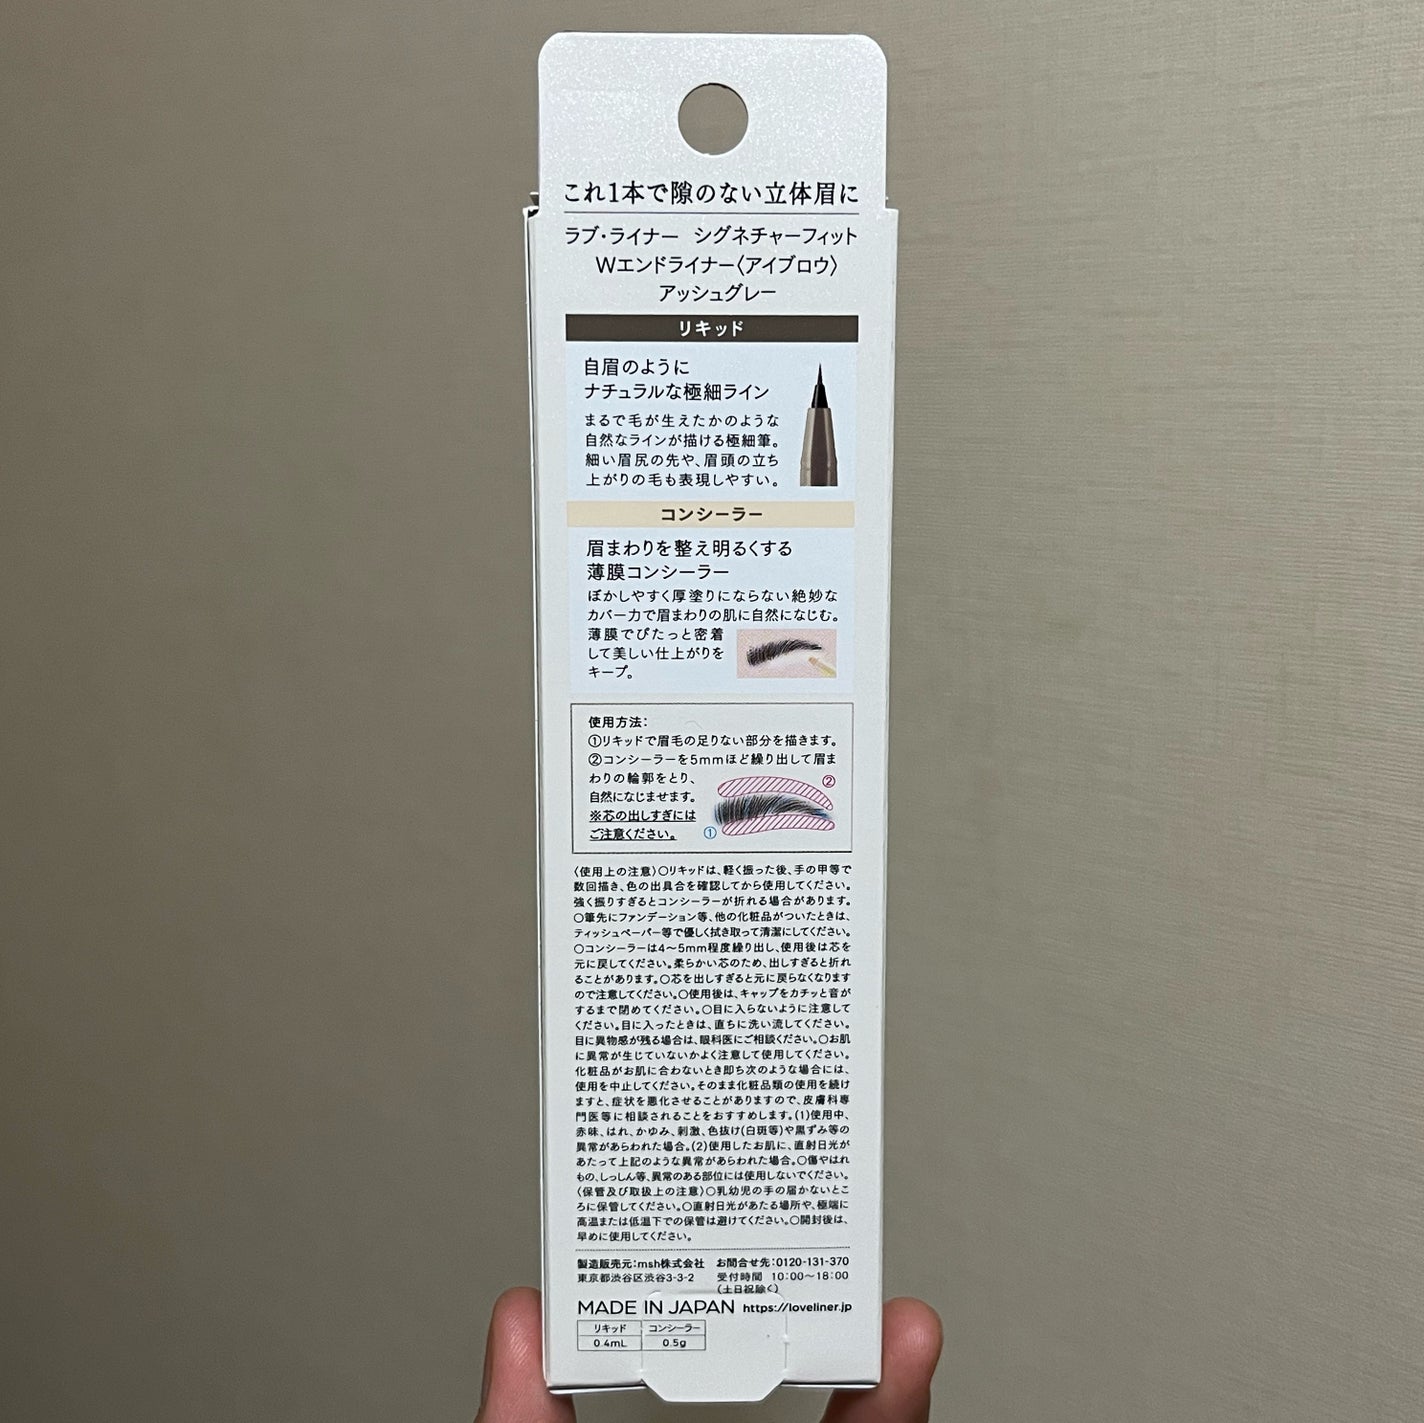 これ1本で隙のない立体眉に
ラブ・ライナー シグネチャーフィット
Wエンドライナー〈アイブロウ〉
アッシュグレー
リキッド
自眉のように
ナチュラルな極細ライン
まるで毛が生えたかのような
自然なラインが描ける極細筆。
細い眉尻の先や、眉頭の立ち
上がりの毛も表現しやすい。
コンシーラー
眉まわりを整え明るくする
薄膜コンシーラー
ぼかしやすく厚塗りにならない絶妙な
カバー力で眉まわりの肌に自然になじむ。
薄膜でぴたっと密着
して美しい仕上がりを
キープ。
使用方法:
①リキッドで眉毛の足りない部分を描きます。
②コンシーラーを5mmほど繰り出して眉ま
わりの輪郭をとり、
自然になじませます。
※芯の出しすぎには
ご注意ください。
②
①
〈使用上の注意〉○リキッドは、軽く振った後、手の甲等で
数回描き、色の出具合を確認してから使用してください。
強く振りすぎるとコンシーラーが折れる場合があります。
○筆先にファンデーション等、他の化粧品がついたときは、
ティッシュペーパー等で優しく拭き取って清潔にしてください。
○コンシーラーは4〜5mm程度繰り出し、使用後は芯を
元に戻してください。柔らかい芯のため、出しすぎると折れ
ることがあります。○芯を出しすぎると元に戻らなくなります
ので注意してください。○使用後は、キャップをカチッと音が
するまで閉めてください。○目に入らないように注意して
ください。目に入ったときは、直ちに洗い流してください。
目に異物感が残る場合は、眼科医にご相談ください。○お肌
に異常が生じていないかよく注意して使用してください。
化粧品がお肌に合わないとき即ち次のような場合には、
使用を中止してください。そのまま化粧品類の使用を続け
ますと、症状を悪化させることがありますので、皮膚科専
門医等に相談されることをおすすめします。(1)使用中、
赤味、はれ、かゆみ、刺激、色抜け(白斑等)や黒ずみ等の
異常があらわれた場合。(2)使用したお肌に、直射日光が
あたって上記のような異常があらわれた場合。○傷やはれ
もの、しっしん等、異常のある部位には使用しないでください。
〈保管及び取扱上の注意〉○乳幼児の手の届かないとこ
ろに保管してください。○直射日光があたる場所や、極端に
高温または低温下での保管は避けてください。○開封後は、
早めに使用してください。
製造販売元:msh株式会社 お問合せ先:0120-131-370
東京都渋谷区渋谷3-3-2 受付時間 10:00〜18:00
(土日祝除く)
MADE IN JAPAN https://loveliner.jp
リキッド コンシーラー
0.4mL 0.5g